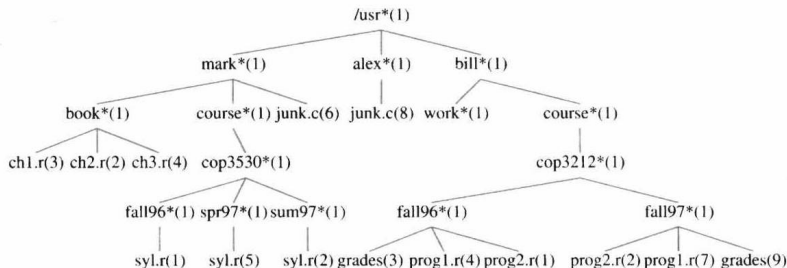 /usr*(1)
mark*(1) alex*(1) bill*(1)
book*(1) course*(1) junk.c(6) junk.c(8) work*(1) course*(1)
ch1.r(3) ch2.r(2) ch3.r(4) cop3530*(1) cop3212*(1)
fall96*(1) spr97*(1) sum97*(1) fall96*(1) fall97*(1)
syl.r(1) syl.r(5) syl.r(2) grades(3) prog1.r(4) prog2.r(1) prog2.r(2) prog1.r(7) grades(9)